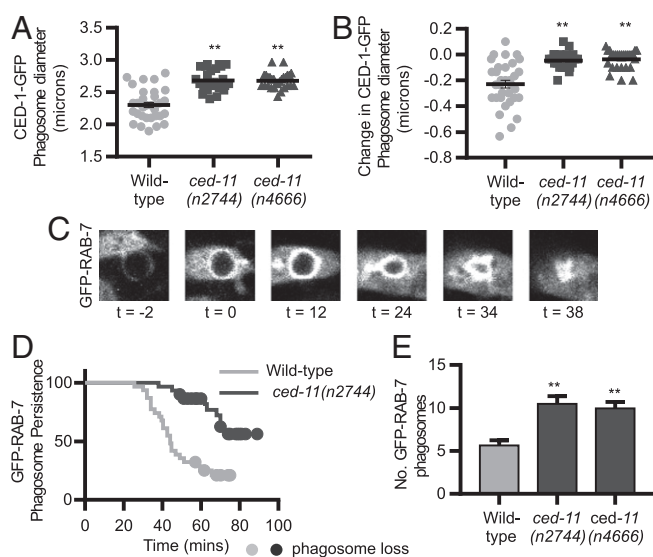 A
CED-1-GFP
Phagosome diameter
(microns)
3.5
3.0
2.5
2.0
1.5
**
**
Wild-
type
ced-11
(n2744)
ced-11
(n4666)
B
Change in CED-1-GFP
Phagosome diameter
(microns)
0.2
0.0
-0.2
-0.4
-0.6
-0.8
**
**
Wild-
type
ced-11
(n2744)
ced-11
(n4666)
C
GFP-RAB-7
t = -2
t = 0
t = 12
t = 24
t = 34
t = 38
D
GFP-RAB-7
Phagosome Persistence
100
50
0
0 20 40 60 80 100
Time (mins)
Wild-type
ced-11(n2744)
phagosome loss
E
No. GFP-RAB-7
phagosomes
15
10
5
0
**
**
Wild-
type
ced-11
(n2744)
ced-11
(n4666)